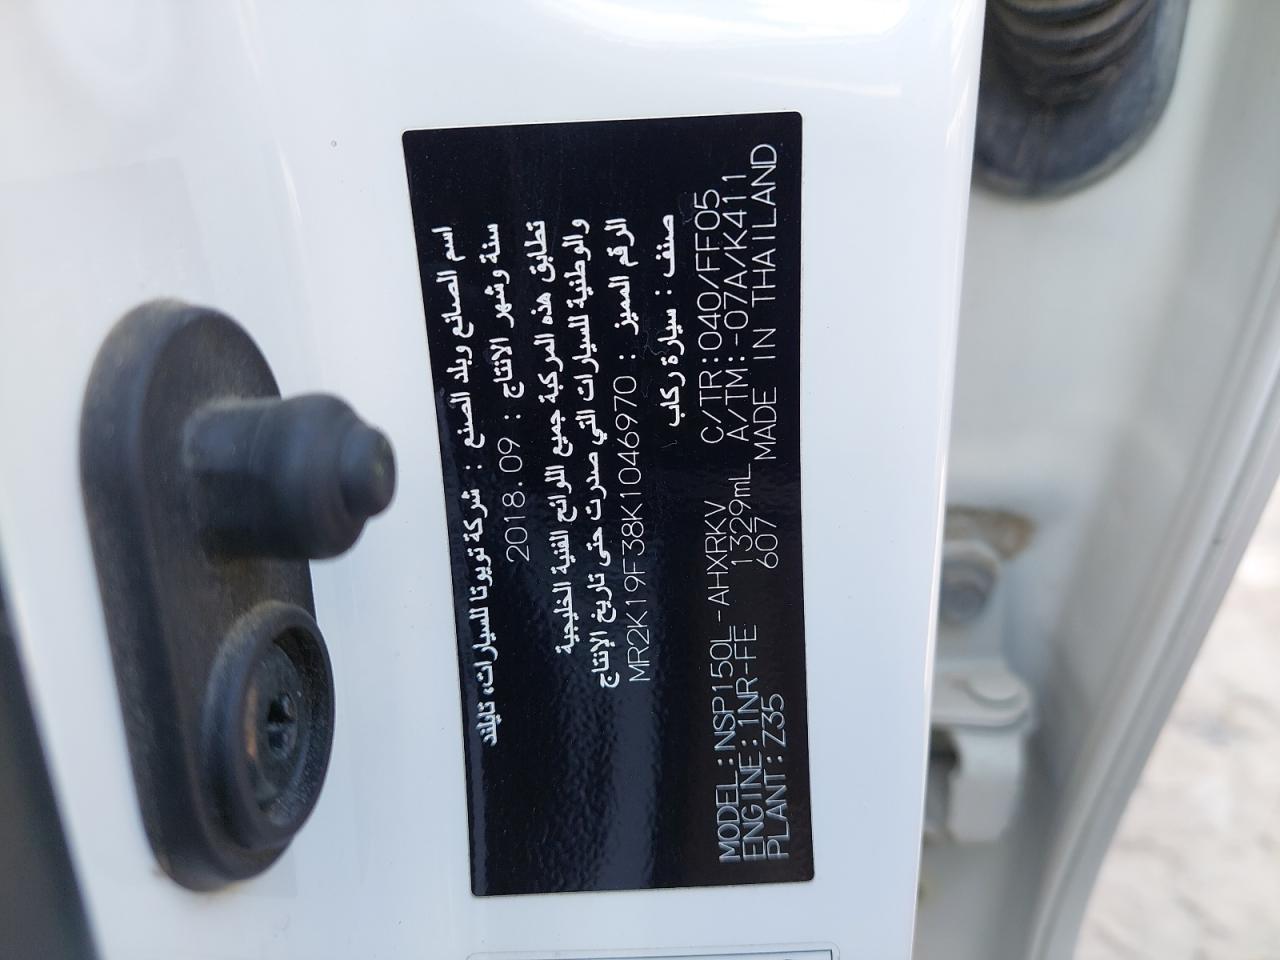 اسم الصانع وبلد الصنع : شركة تويوتا للسيارات، تايلند
سنة وشهر الانتاج : 2018.09
تطابق هذه المركبة جميع اللوائح الفنية الخليجية
والوطنية للسيارات التي صدرت حتى تاريخ الإنتاج
الرقم المميز : MR2K19F38K1046970
صنف : سيارة ركاب
MODEL:NSP150L-AHXRKV C/TR:040/FF05
ENGINE:1NR-FE 1329mL A/TM:-07A/K411
PLANT:Z35 607 MADE IN THAILAND